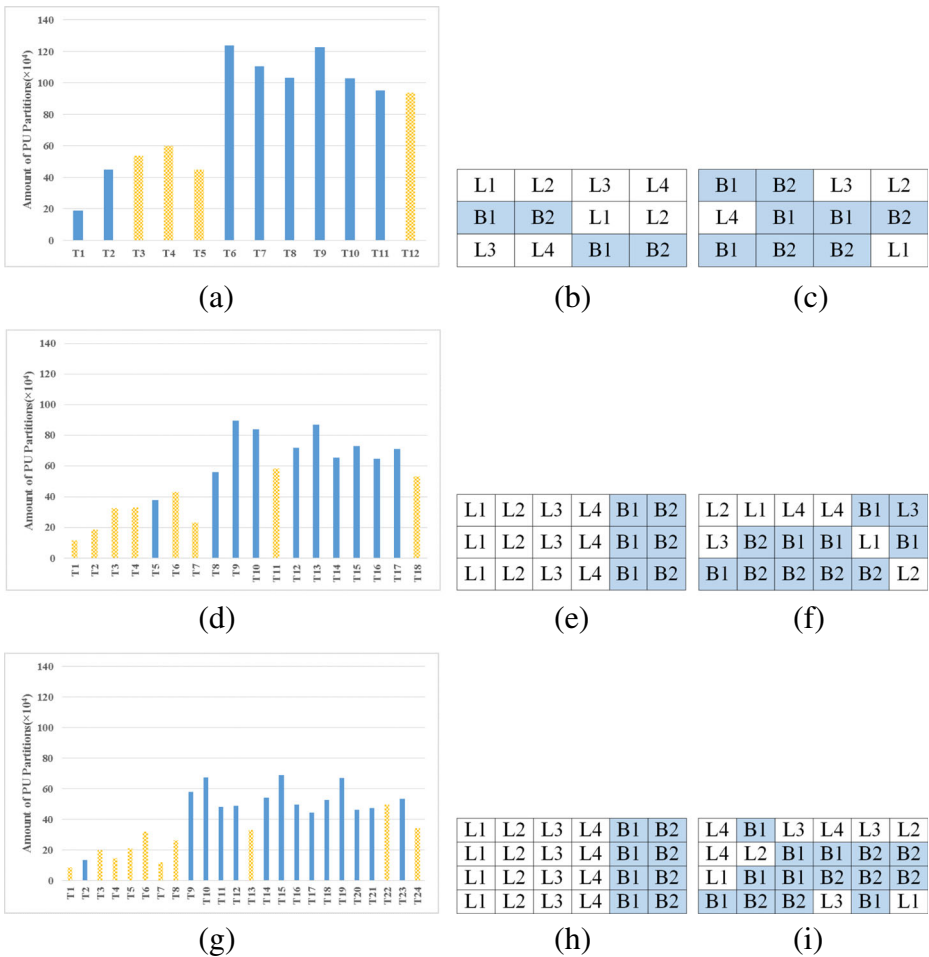 Amount of PU Partitions(×10⁴)
140
120
100
80
60
40
20
0
T1 T2 T3 T4 T5 T6 T7 T8 T9 T10 T11 T12
(a)
L1 L2 L3 L4
B1 B2 L1 L2
L3 L4 B1 B2
(b)
B1 B2 L3 L2
L4 B1 B1 B2
B1 B2 B2 L1
(c)
Amount of PU Partitions(×10⁴)
140
120
100
80
60
40
20
0
T1 T2 T3 T4 T5 T6 T7 T8 T9 T10 T11 T12 T13 T14 T15 T16 T17 T18
(d)
L1 L2 L3 L4 B1 B2
L1 L2 L3 L4 B1 B2
L1 L2 L3 L4 B1 B2
(e)
L2 L1 L4 L4 B1 L3
L3 B2 B1 B1 L1 B1
B1 B2 B2 B2 B2 L2
(f)
Amount of PU Partitions(×10⁴)
140
120
100
80
60
40
20
0
T1 T2 T3 T4 T5 T6 T7 T8 T9 T10 T11 T12 T13 T14 T15 T16 T17 T18 T19 T20 T21 T22 T23 T24
(g)
L1 L2 L3 L4 B1 B2
L1 L2 L3 L4 B1 B2
L1 L2 L3 L4 B1 B2
L1 L2 L3 L4 B1 B2
(h)
L4 B1 L3 L4 L3 L2
L4 L2 B1 B1 B2 B2
L1 B1 B1 B2 B2 B2
B1 B2 B2 L3 B1 L1
(i)